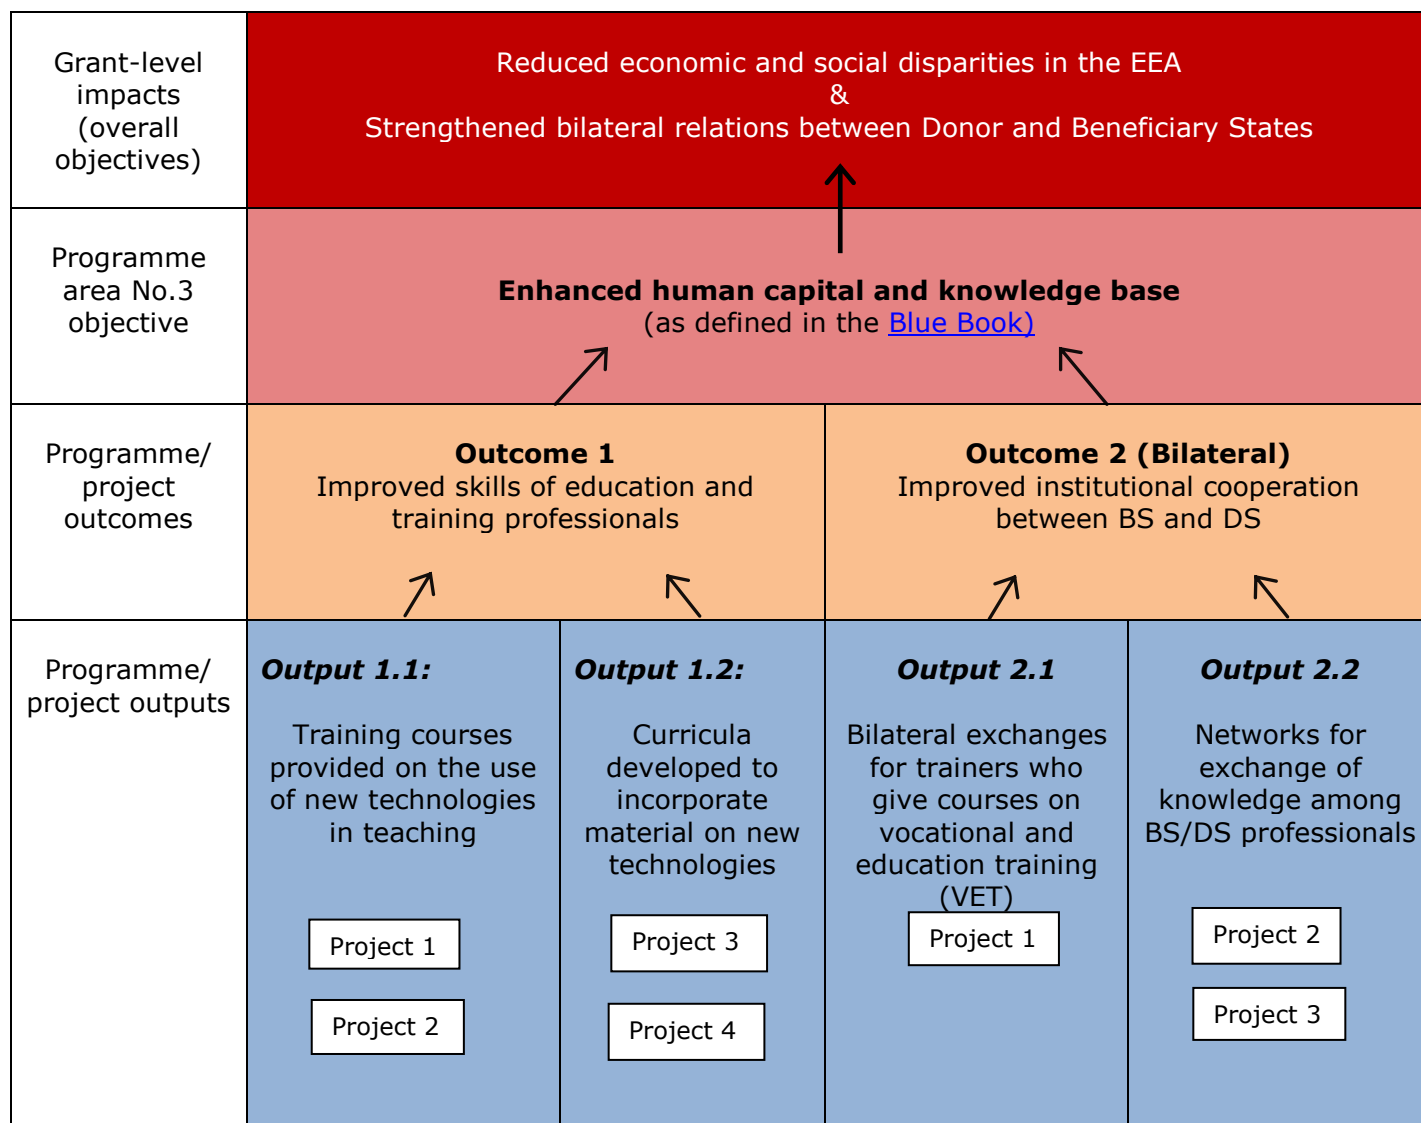 Grant-level
impacts
(overall
objectives)
Reduced economic and social disparities in the EEA
&
Strengthened bilateral relations between Donor and Beneficiary States
Programme
area No.3
objective
Enhanced human capital and knowledge base
(as defined in the Blue Book)
Programme/
project
outcomes
Outcome 1
Improved skills of education and
training professionals
Outcome 2 (Bilateral)
Improved institutional cooperation
between BS and DS
Programme/
project outputs
Output 1.1:
Training courses
provided on the use
of new technologies
in teaching
Project 1
Project 2
Output 1.2:
Curricula
developed to
incorporate
material on new
technologies
Project 3
Project 4
Output 2.1
Bilateral exchanges
for trainers who
give courses on
vocational and
education training
(VET)
Project 1
Output 2.2
Networks for
exchange of
knowledge among
BS/DS professionals
Project 2
Project 3